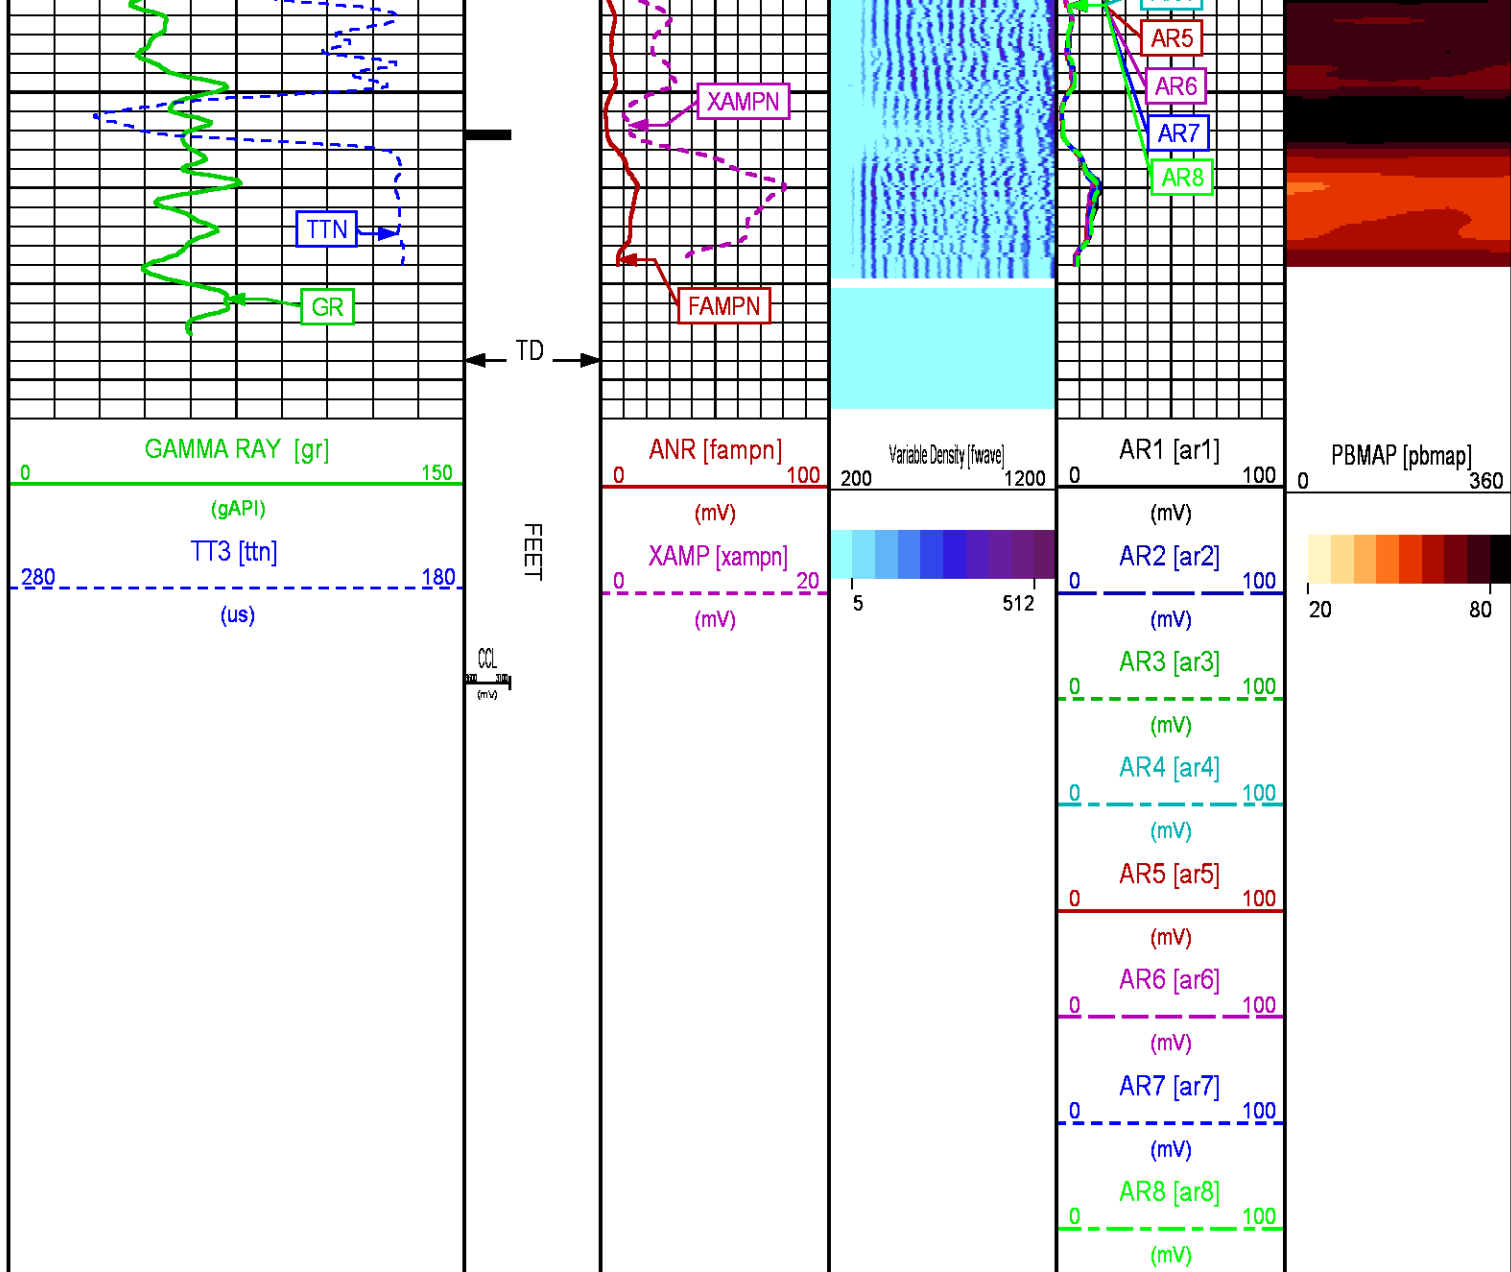 AR5
XAMPN
AR6
AR7
AR8
TTN
GR
FAMPN
TD
GAMMA RAY [gr]
0 150
(gAPI)
TT3 [ttn]
280 180
(us)
FEET
CCL
(mV)
ANR [fampn]
0 100
(mV)
XAMP [xampn]
0 20
(mV)
Variable Density [fwave]
200 1200
5 512
AR1 [ar1]
0 100
(mV)
AR2 [ar2]
0 100
(mV)
AR3 [ar3]
0 100
(mV)
AR4 [ar4]
0 100
(mV)
AR5 [ar5]
0 100
(mV)
AR6 [ar6]
0 100
(mV)
AR7 [ar7]
0 100
(mV)
AR8 [ar8]
0 100
(mV)
PBMAP [pbmap]
0 360
20 80